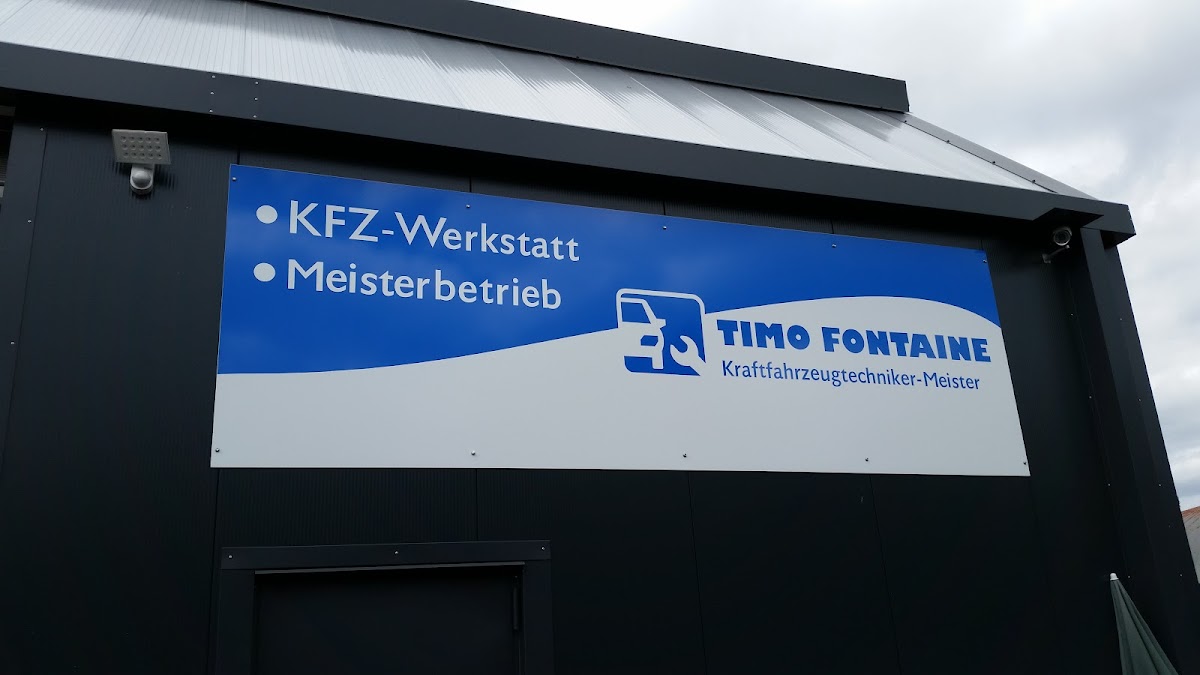 • KFZ-Werkstatt
• Meisterbetrieb
TIMO FONTAINE
Kraftfahrzeugtechniker-Meister